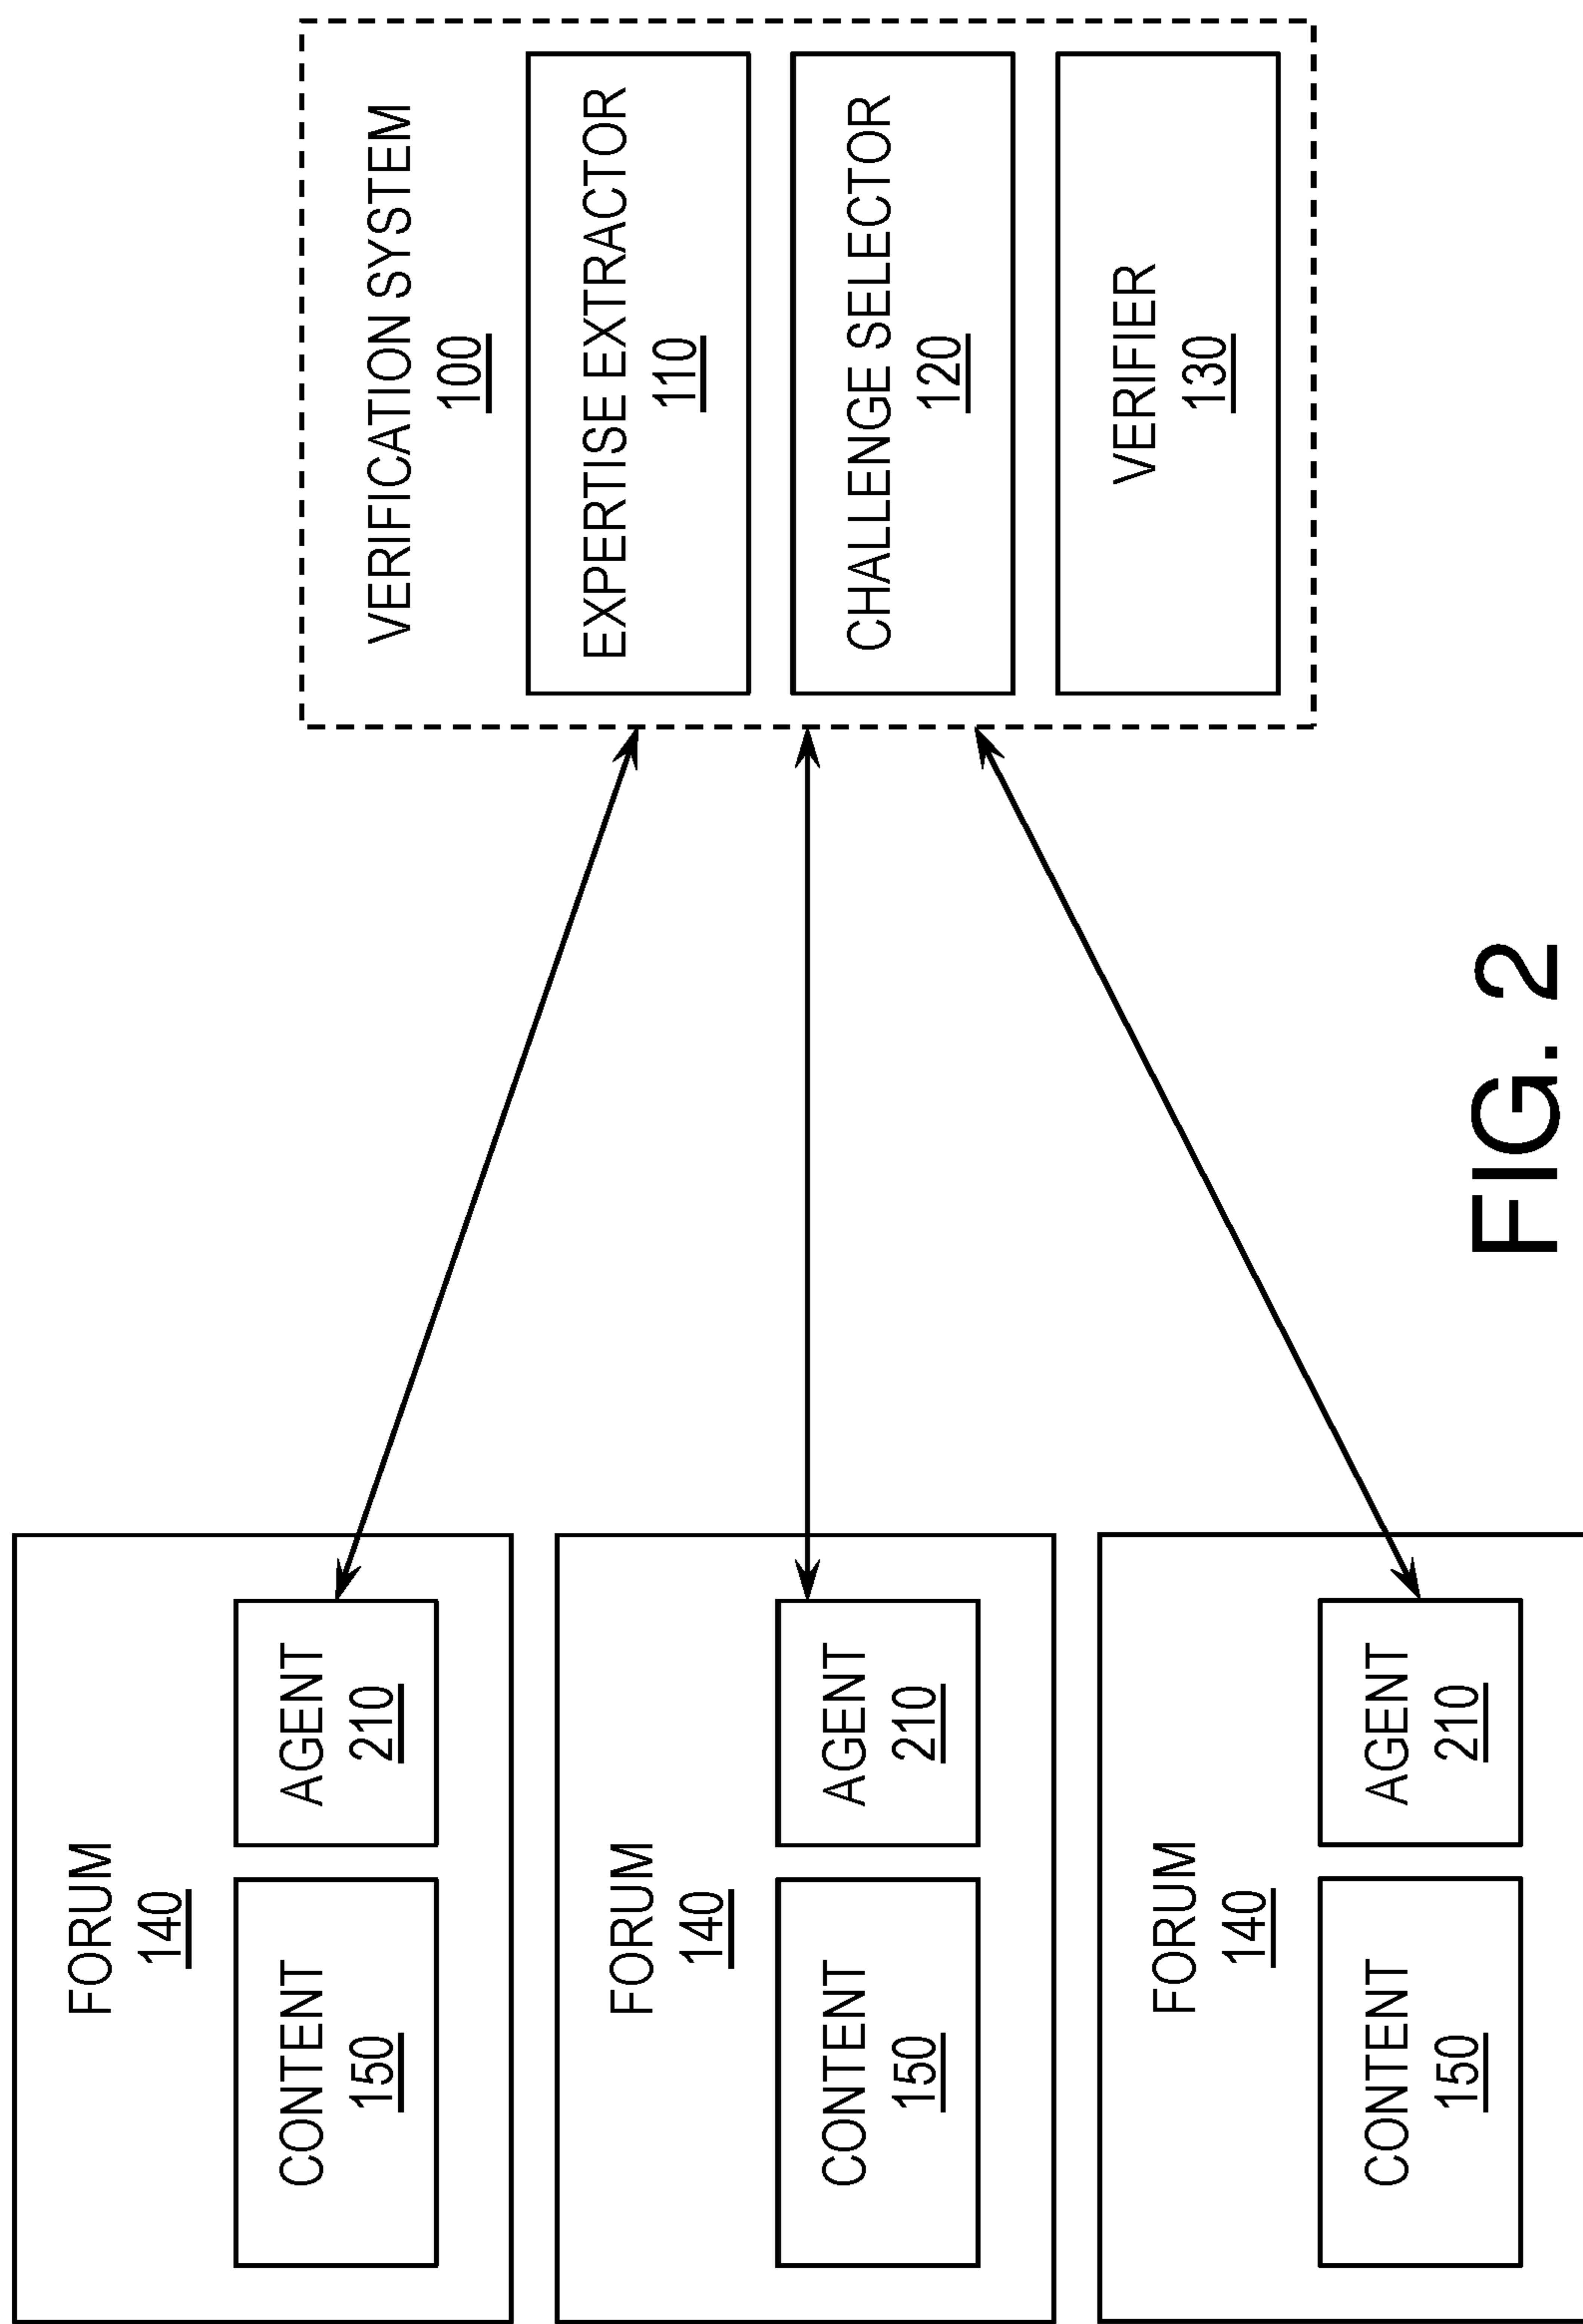 FORUM
140
CONTENT
150
AGENT
210
FORUM
140
CONTENT
150
AGENT
210
FORUM
140
CONTENT
150
AGENT
210
VERIFICATION SYSTEM
100
EXPERTISE EXTRACTOR
110
CHALLENGE SELECTOR
120
VERIFIER
130
FIG. 2